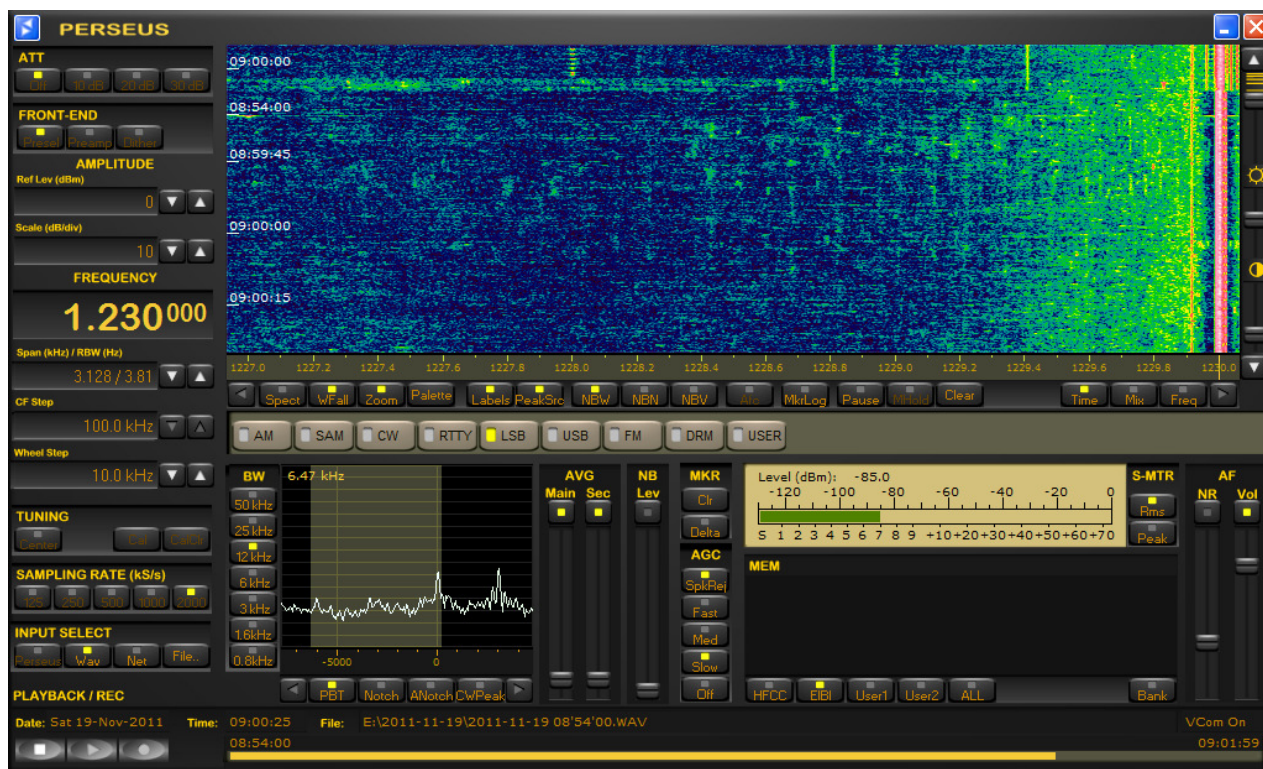 PERSEUS
ATT
Off 10 dB 20 dB 30 dB
FRONT-END
Presel Preamp Dither
AMPLITUDE
Ref Lev (dBm)
0
Scale (dB/div)
10
FREQUENCY
1.230 000
Span (kHz) / RBW (Hz)
3.128 / 3.81
CF Step
100.0 kHz
Wheel Step
10.0 kHz
TUNING
Center Cal CalClr
SAMPLING RATE (kS/s)
125 250 500 1000 2000
INPUT SELECT
Perseus Wav Net File..
PLAYBACK / REC
09:00:00
08:54:00
08:59:45
09:00:00
09:00:15
1227.0 1227.2 1227.4 1227.6 1227.8 1228.0 1228.2 1228.4 1228.6 1228.8 1229.0 1229.2 1229.4 1229.6 1229.8 1230.0
Spect WFall Zoom Palette Labels PeakSrc NBW NBN NBV Ato MkrLog Pause MHold Clear Time Mix Freq
AM SAM CW RTTY LSB USB FM DRM USER
BW
50 kHz
25 kHz
12 kHz
6 kHz
3 kHz
1.6kHz
0.8kHz
6.47 kHz
-5000 0
PBT Notch ANotch CWPeak
AVG
Main Sec
NB
Lev
MKR
Clr
Delta
AGC
SpkRej
Fast
Med
Slow
Off
Level (dBm): -85.0
-120 -100 -80 -60 -40 -20 0
S 1 2 3 4 5 6 7 8 9 +10+20+30+40+50+60+70
S-MTR
Rms
Peak
AF
NR Vol
MEM
HFCC EIBI User1 User2 ALL Bank
Date: Sat 19-Nov-2011 Time: 09:00:25 File: E:\2011-11-19\2011-11-19 08'54'00.WAV VCom On
08:54:00 09:01:59